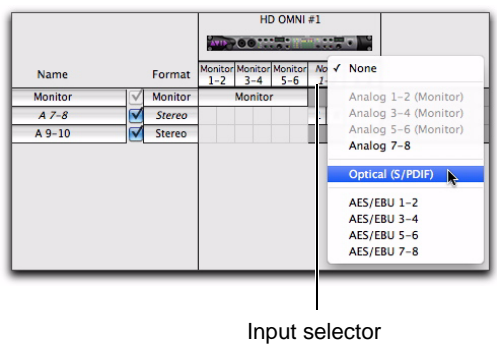 HD OMNI #1
AVID
Name Format Monitor 1–2 Monitor 3–4 Monitor 5–6
Monitor Monitor Monitor
A 7–8 Stereo
A 9–10 Stereo
✓ None
Analog 1–2 (Monitor)
Analog 3–4 (Monitor)
Analog 5–6 (Monitor)
Analog 7–8
Optical (S/PDIF)
AES/EBU 1–2
AES/EBU 3–4
AES/EBU 5–6
AES/EBU 7–8
Input selector